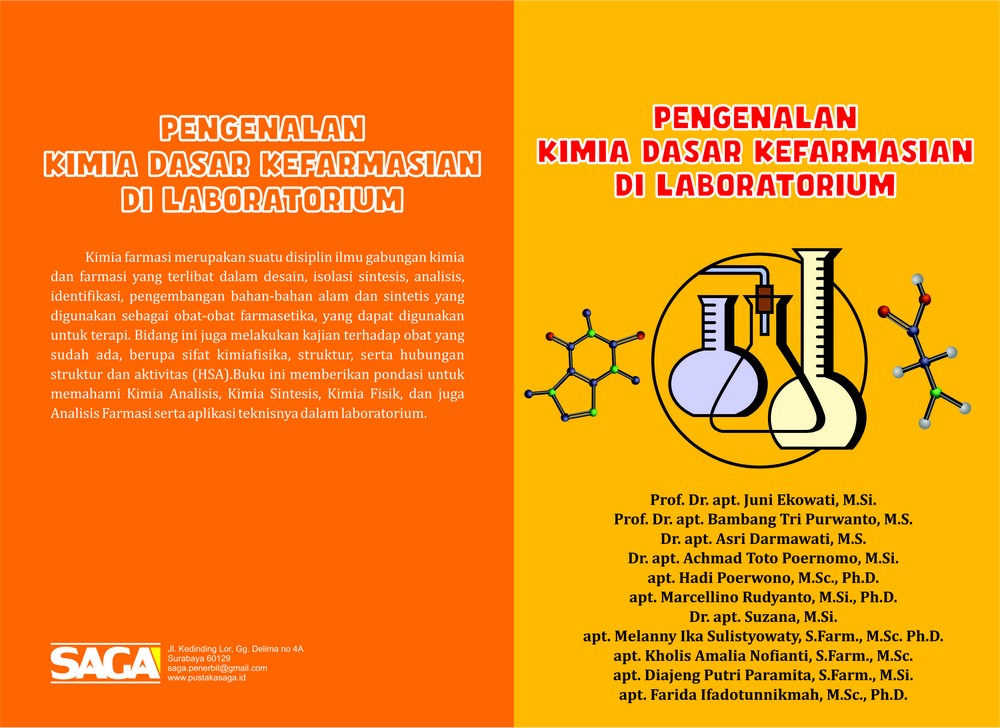 PENGENALAN
KIMIA DASAR KEFARMASIAN
DI LABORATORIUM
Kimia farmasi merupakan suatu disiplin ilmu gabungan kimia
dan farmasi yang terlibat dalam desain, isolasi sintesis, analisis,
identifikasi, pengembangan bahan-bahan alam dan sintetis yang
digunakan sebagai obat-obat farmasetika, yang dapat digunakan
untuk terapi. Bidang ini juga melakukan kajian terhadap obat yang
sudah ada, berupa sifat kimiafisika, struktur, serta hubungan
struktur dan aktivitas (HSA).Buku ini memberikan pondasi untuk
memahami Kimia Analisis, Kimia Sintesis, Kimia Fisik, dan juga
Analisis Farmasi serta aplikasi teknisnya dalam laboratorium.
SAGA
Jl. Kedinding Lor, Gg. Delima no 4A
Surabaya 60129
saga.penerbit@gmail.com
www.pustakasaga.id
PENGENALAN
KIMIA DASAR KEFARMASIAN
DI LABORATORIUM
Prof. Dr. apt. Juni Ekowati, M.Si.
Prof. Dr. apt. Bambang Tri Purwanto, M.S.
Dr. apt. Asri Darmawati, M.S.
Dr. apt. Achmad Toto Poernomo, M.Si.
apt. Hadi Poerwono, M.Sc., Ph.D.
apt. Marcellino Rudyanto, M.Si., Ph.D.
Dr. apt. Suzana, M.Si.
apt. Melanny Ika Sulistyowaty, S.Farm., M.Sc. Ph.D.
apt. Kholis Amalia Nofianti, S.Farm., M.Sc.
apt. Diajeng Putri Paramita, S.Farm., M.Si.
apt. Farida Ifadotunnikmah, M.Sc., Ph.D.